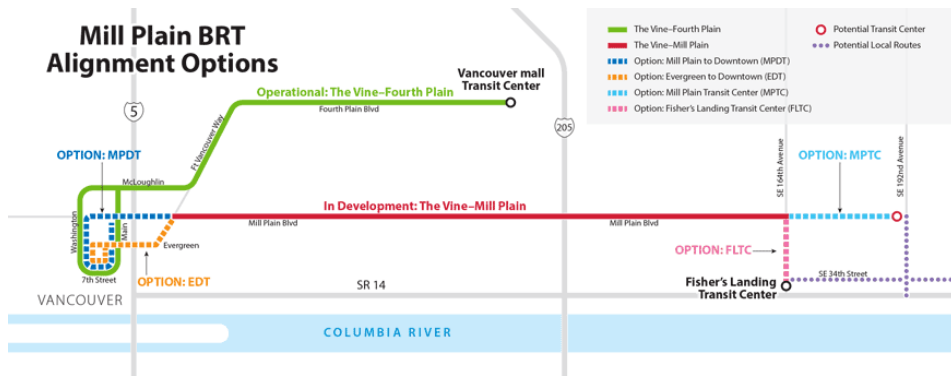 Mill Plain BRT
Alignment Options
The Vine–Fourth Plain
The Vine–Mill Plain
Option: Mill Plain to Downtown (MPDT)
Option: Evergreen to Downtown (EDT)
Option: Mill Plain Transit Center (MPTC)
Option: Fisher's Landing Transit Center (FLTC)
Potential Transit Center
Potential Local Routes
Vancouver mall
Transit Center
Operational: The Vine–Fourth Plain
Fourth Plain Blvd
5
205
Ft Vancouver Way
OPTION: MPDT
McLoughlin
SE 164th Avenue
OPTION: MPTC
SE 192nd Avenue
In Development: The Vine–Mill Plain
Mill Plain Blvd
Mill Plain Blvd
Washington
Main
Evergreen
OPTION: FLTC
7th Street
OPTION: EDT
SE 34th Street
Fisher's Landing
Transit Center
SR 14
VANCOUVER
COLUMBIA RIVER